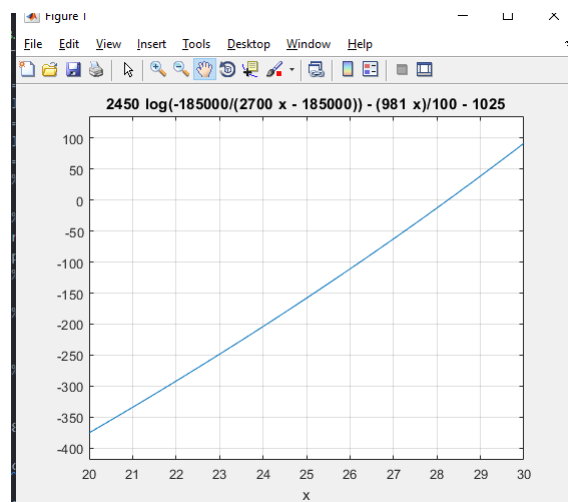 Figure 1
File Edit View Insert Tools Desktop Window Help
2450 log(-185000/(2700 x - 185000)) - (981 x)/100 - 1025
100
50
0
-50
-100
-150
-200
-250
-300
-350
-400
20 21 22 23 24 25 26 27 28 29 30
x